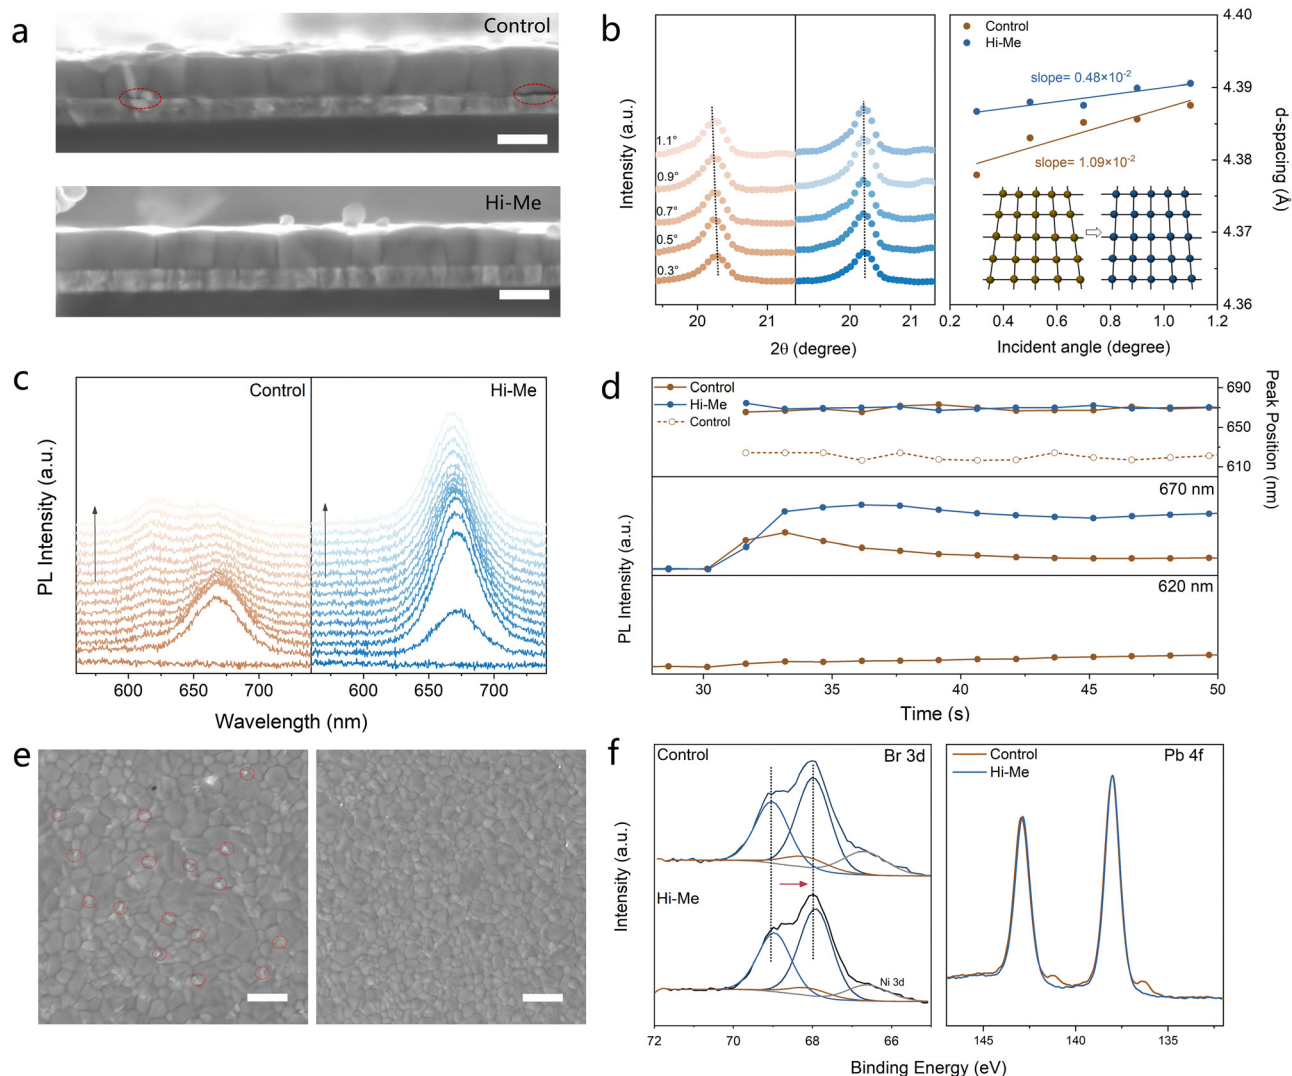 a
Control
Hi-Me
b
Intensity (a.u.)
1.1°
0.9°
0.7°
0.5°
0.3°
20 21 20 21
2θ (degree)
Control
Hi-Me
slope= 0.48×10⁻²
slope= 1.09×10⁻²
4.40
4.39
4.38
4.37
4.36
d-spacing (Å)
0.2 0.4 0.6 0.8 1.0 1.2
Incident angle (degree)
c
Control
Hi-Me
PL Intensity (a.u.)
600 650 700 600 650 700
Wavelength (nm)
d
Control
Hi-Me
Control
690
650
610
Peak Position (nm)
670 nm
620 nm
PL Intensity (a.u.)
30 35 40 45 50
Time (s)
e
f
Control
Br 3d
Hi-Me
Ni 3d
Intensity (a.u.)
72 70 68 66
Control
Hi-Me
Pb 4f
145 140 135
Binding Energy (eV)